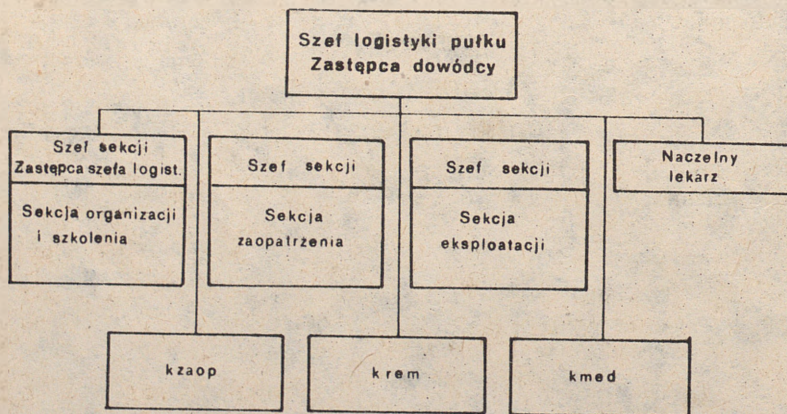 Szef logistyki pułku
Zastępca dowódcy
Szef sekcji
Zastępca szefa logist.
Sekcja organizacji
i szkolenia
Szef sekcji
Sekcja
zaopatrżenia
Szef sekcji
Sekcja
eksploatacji
Naczelny
lekarz
kzaop
krem
kmed